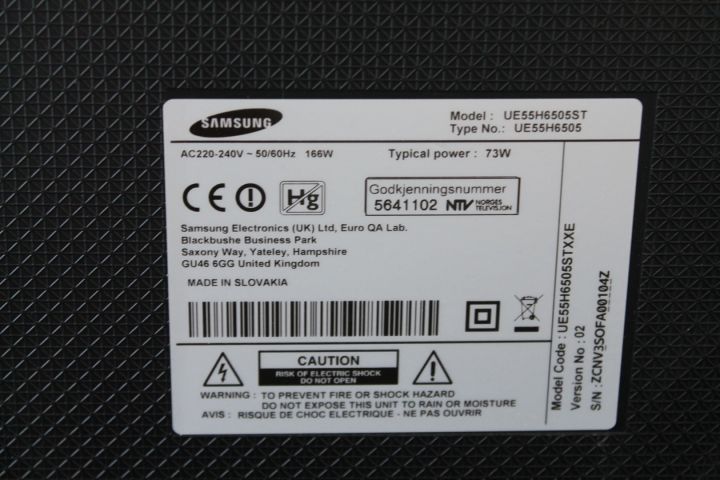 SAMSUNG
Model : UE55H6505ST
Type No.: UE55H6505
AC220-240V ~ 50/60Hz 166W Typical power : 73W
CE Hg
Godkjenningsnummer
5641102 NTV NORGES TELEVISJON
Samsung Electronics (UK) Ltd, Euro QA Lab.
Blackbushe Business Park
Saxony Way, Yateley, Hampshire
GU46 6GG United Kingdom
MADE IN SLOVAKIA
CAUTION
RISK OF ELECTRIC SHOCK
DO NOT OPEN
WARNING : TO PREVENT FIRE OR SHOCK HAZARD
DO NOT EXPOSE THIS UNIT TO RAIN OR MOISTURE
AVIS : RISQUE DE CHOC ELECTRIQUE - NE PAS OUVRIR
Model Code : UE55H6505STXXE
Version No : 02
S/N : ZCNV3SOFA00104Z